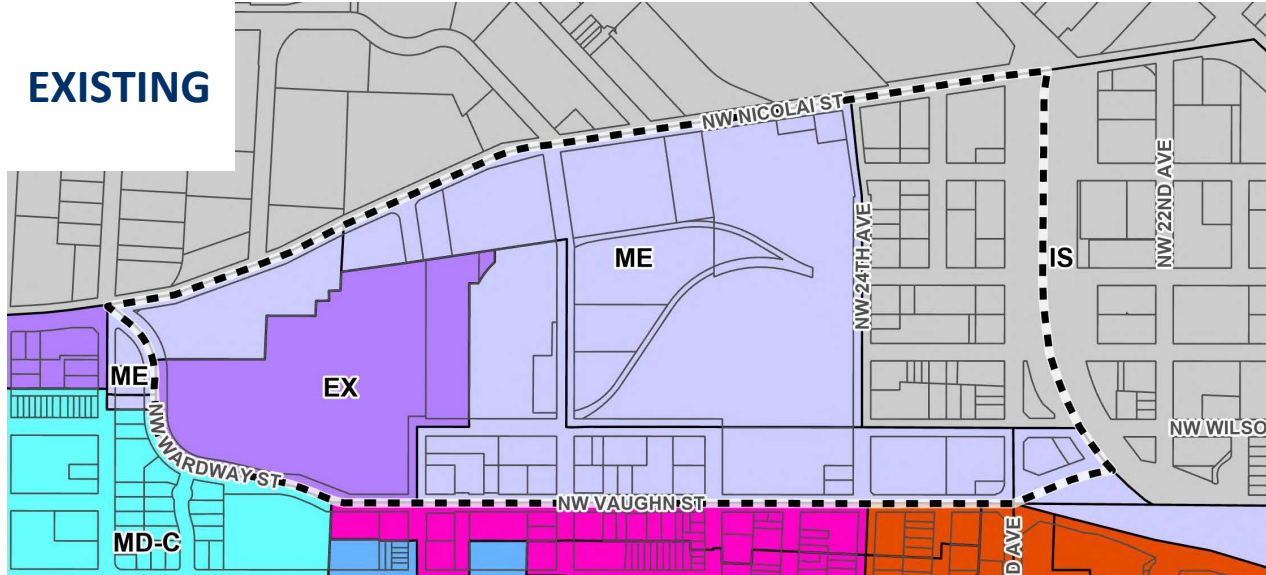 EXISTING
NW NICOLAI ST
NW 22ND AVE
NW 24TH AVE
ME
IS
ME
EX
NW WARDWAY ST
NW WILSO
NW VAUGHN ST
MD-C
D AVE